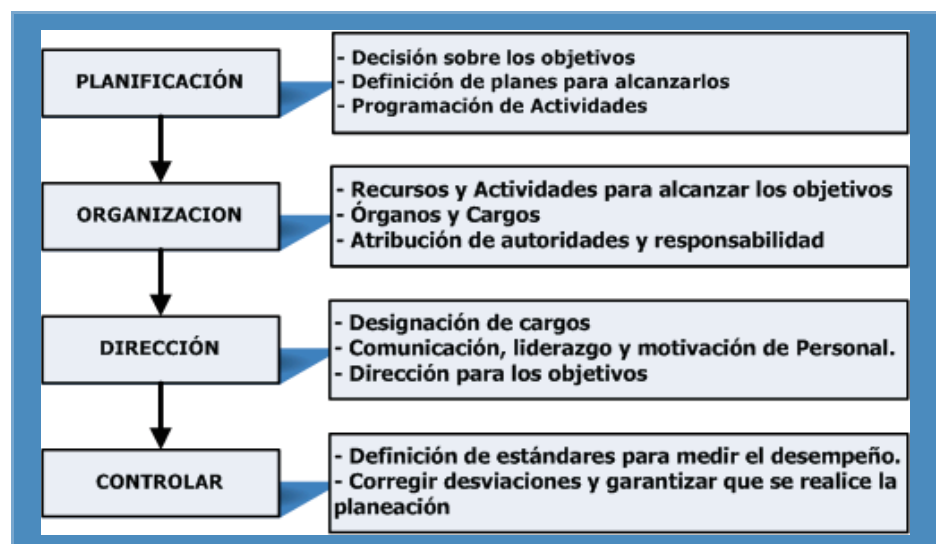 PLANIFICACIÓN
- Decisión sobre los objetivos
- Definición de planes para alcanzarlos
- Programación de Actividades
ORGANIZACION
- Recursos y Actividades para alcanzar los objetivos
- Órganos y Cargos
- Atribución de autoridades y responsabilidad
DIRECCIÓN
- Designación de cargos
- Comunicación, liderazgo y motivación de Personal.
- Dirección para los objetivos
CONTROLAR
- Definición de estándares para medir el desempeño.
- Corregir desviaciones y garantizar que se realice la
planeación